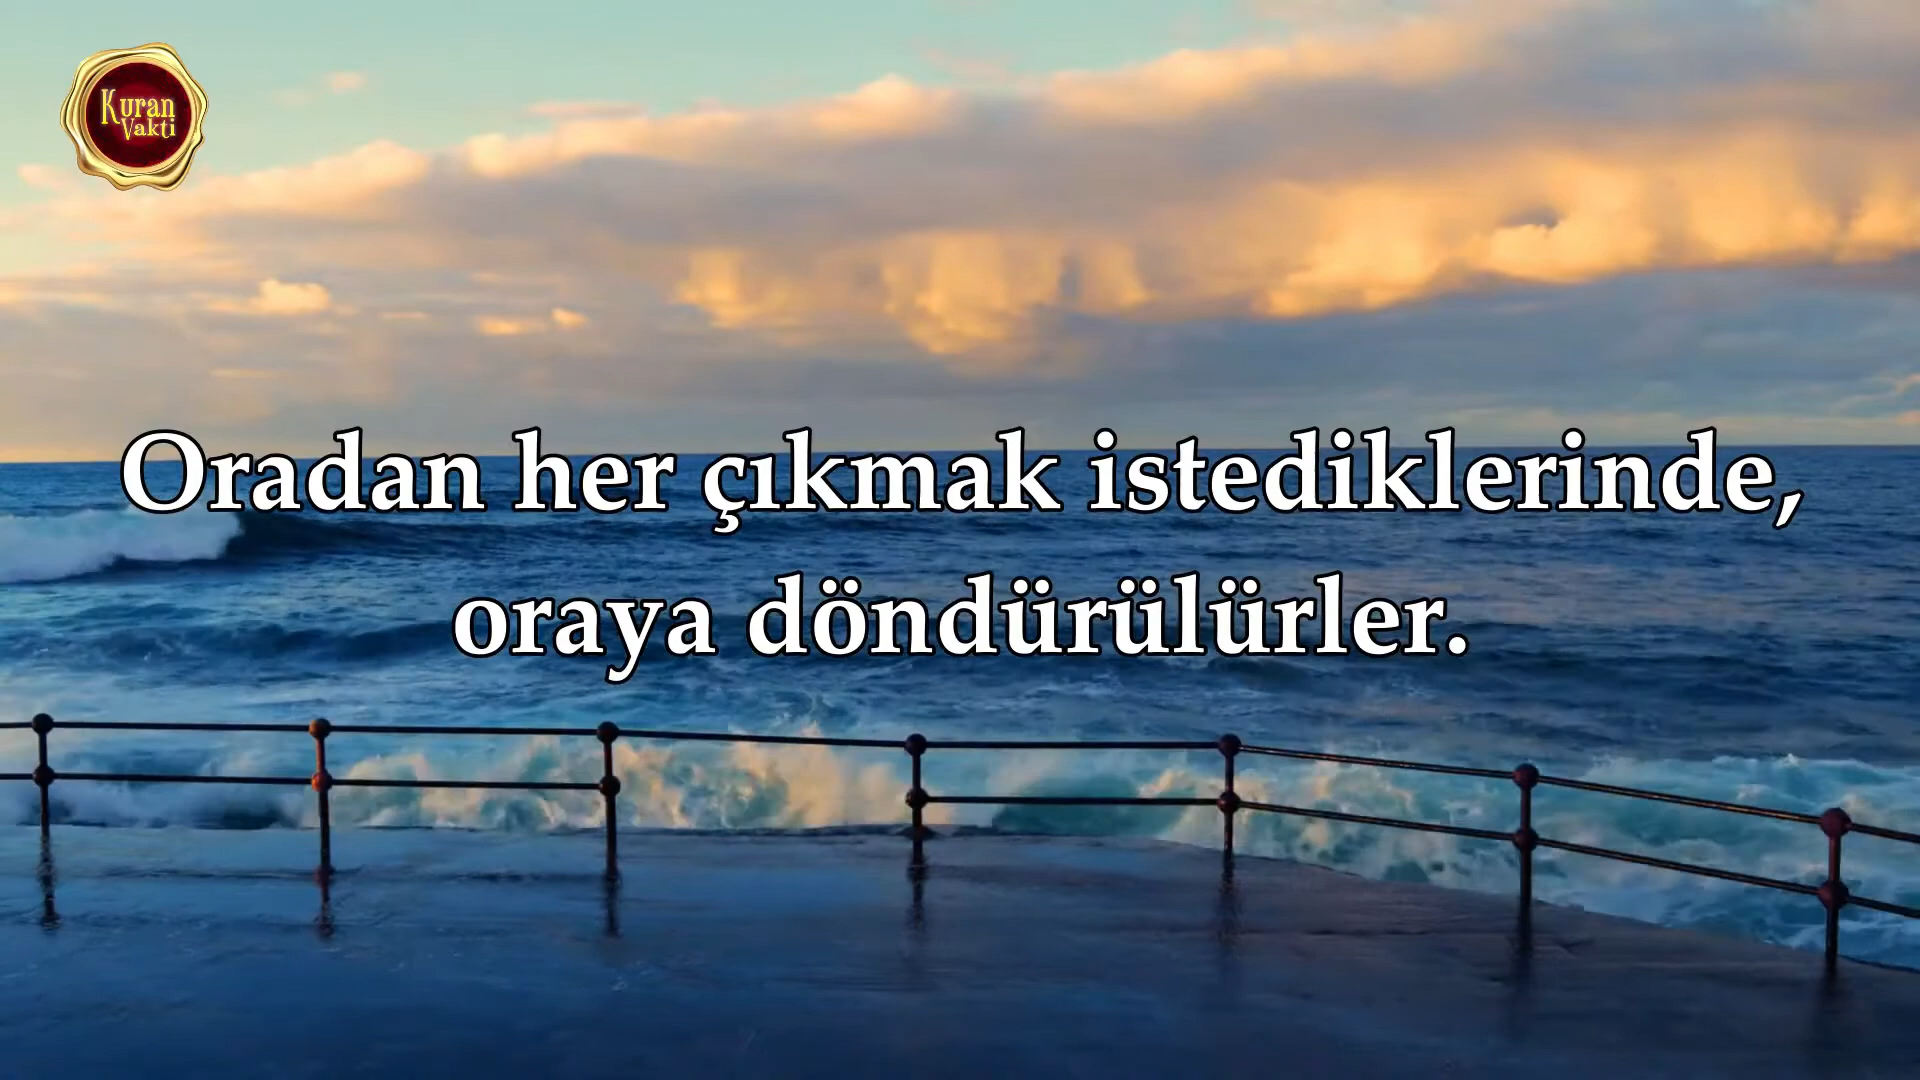 Kuran
Vakti
Oradan her çıkmak istediklerinde,
oraya döndürülürler.